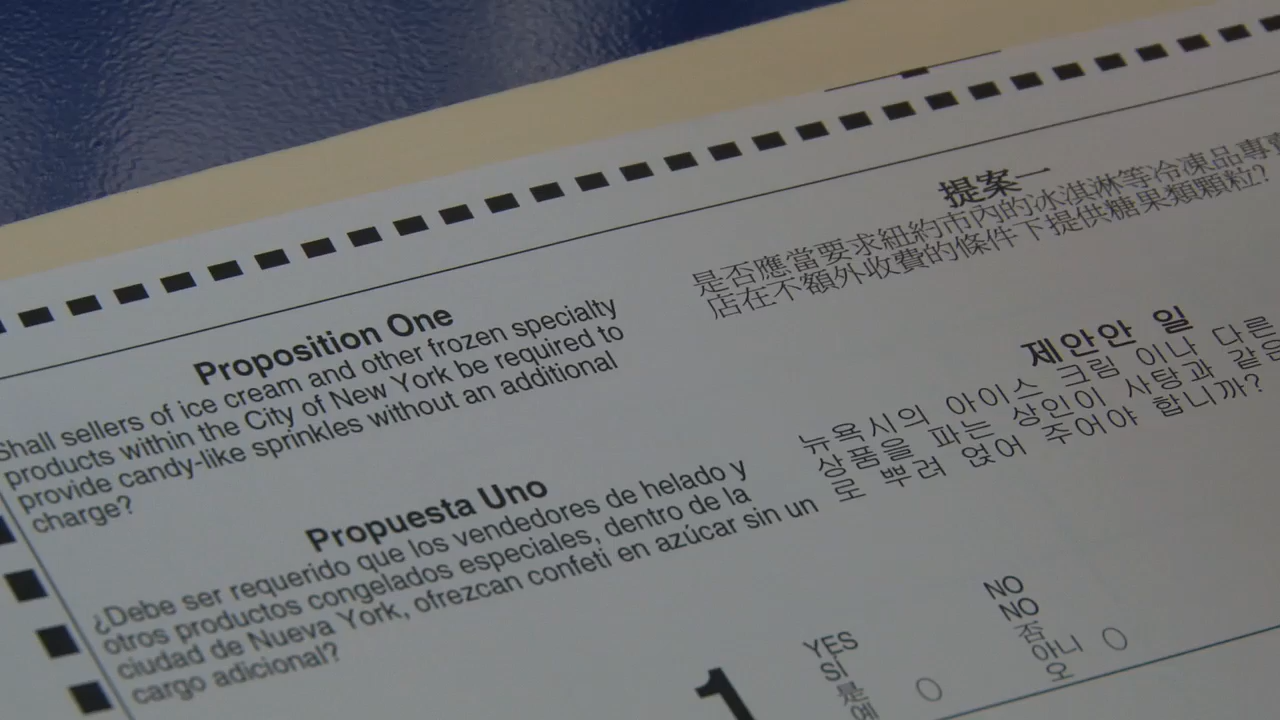 Proposition One
Shall sellers of ice cream and other frozen specialty
products within the City of New York be required to
provide candy-like sprinkles without an additional
charge?
Propuesta Uno
¿Debe ser requerido que los vendedores de helado y
otros productos congelados especiales, dentro de la
ciudad de Nueva York, ofrezcan confeti en azúcar sin un
cargo adicional?
提案一
是否應當要求紐約市內的冰淇淋等冷凍品專賣
店在不額外收費的條件下提供糖果類顆粒?
제안안 일
뉴욕시의 아이스 크림 이나 다른
상품을 파는 상인이 사탕과 같은
로 뿌려 얹어 주어야 합니까?
1
YES
SÍ
是
예
NO
NO
否
아니
오